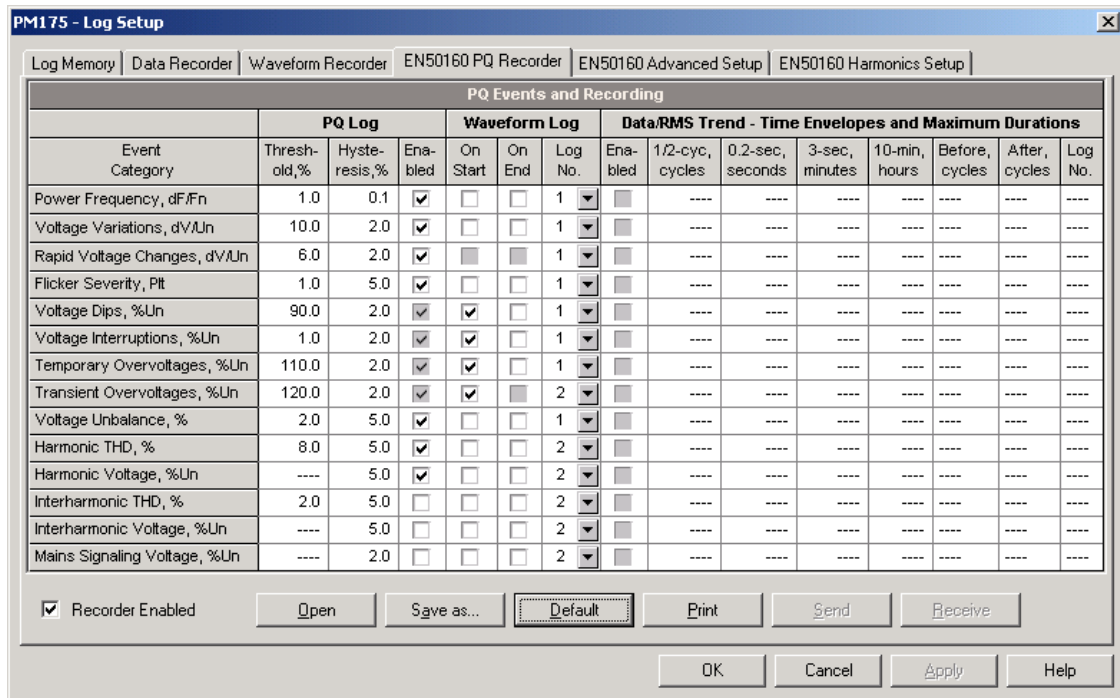 PM175 - Log Setup
Log Memory Data Recorder Waveform Recorder EN50160 PQ Recorder EN50160 Advanced Setup EN50160 Harmonics Setup
PQ Events and Recording
PQ Log Waveform Log Data/RMS Trend - Time Envelopes and Maximum Durations
Event Category Thresh-old,% Hyste-resis,% Ena-bled On Start On End Log No. Ena-bled 1/2-cyc, cycles 0.2-sec, seconds 3-sec, minutes 10-min, hours Before, cycles After, cycles Log No.
Power Frequency, dF/Fn 1.0 0.1 1 ---- ---- ---- ---- ---- ---- ----
Voltage Variations, dV/Un 10.0 2.0 1 ---- ---- ---- ---- ---- ---- ----
Rapid Voltage Changes, dV/Un 6.0 2.0 1 ---- ---- ---- ---- ---- ---- ----
Flicker Severity, Plt 1.0 5.0 1 ---- ---- ---- ---- ---- ---- ----
Voltage Dips, %Un 90.0 2.0 1 ---- ---- ---- ---- ---- ---- ----
Voltage Interruptions, %Un 1.0 2.0 1 ---- ---- ---- ---- ---- ---- ----
Temporary Overvoltages, %Un 110.0 2.0 1 ---- ---- ---- ---- ---- ---- ----
Transient Overvoltages, %Un 120.0 2.0 2 ---- ---- ---- ---- ---- ---- ----
Voltage Unbalance, % 2.0 5.0 1 ---- ---- ---- ---- ---- ---- ----
Harmonic THD, % 8.0 5.0 2 ---- ---- ---- ---- ---- ---- ----
Harmonic Voltage, %Un ---- 5.0 2 ---- ---- ---- ---- ---- ---- ----
Interharmonic THD, % 2.0 5.0 2 ---- ---- ---- ---- ---- ---- ----
Interharmonic Voltage, %Un ---- 5.0 2 ---- ---- ---- ---- ---- ---- ----
Mains Signaling Voltage, %Un ---- 2.0 2 ---- ---- ---- ---- ---- ---- ----
Recorder Enabled Open Save as... Default Print Send Receive
OK Cancel Apply Help